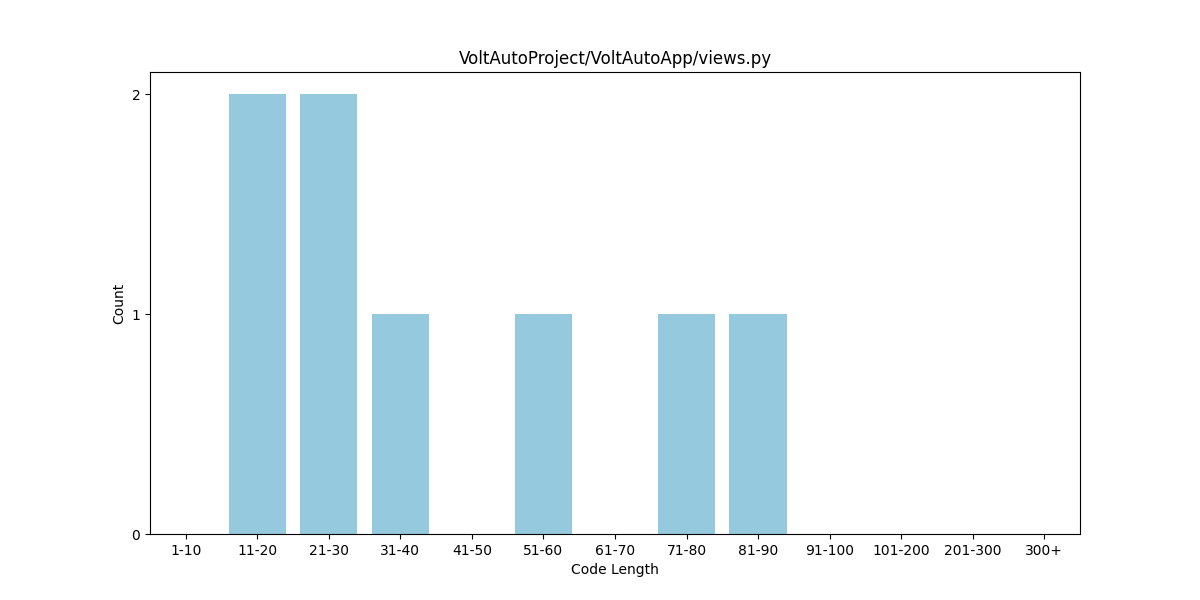 VoltAutoProject/VoltAutoApp/views.py
Count
2
1
0
1-10 11-20 21-30 31-40 41-50 51-60 61-70 71-80 81-90 91-100 101-200 201-300 300+
Code Length